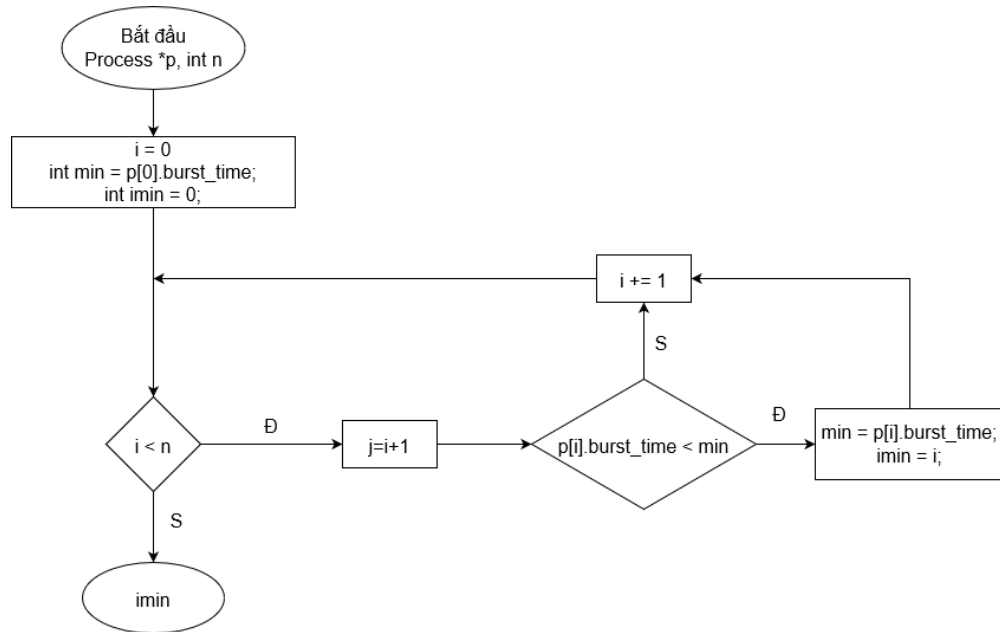 Bắt đầu
Process *p, int n
i = 0
int min = p[0].burst_time;
int imin = 0;
i += 1
S
i < n
Đ
j=i+1
p[i].burst_time < min
Đ
min = p[i].burst_time;
imin = i;
S
imin